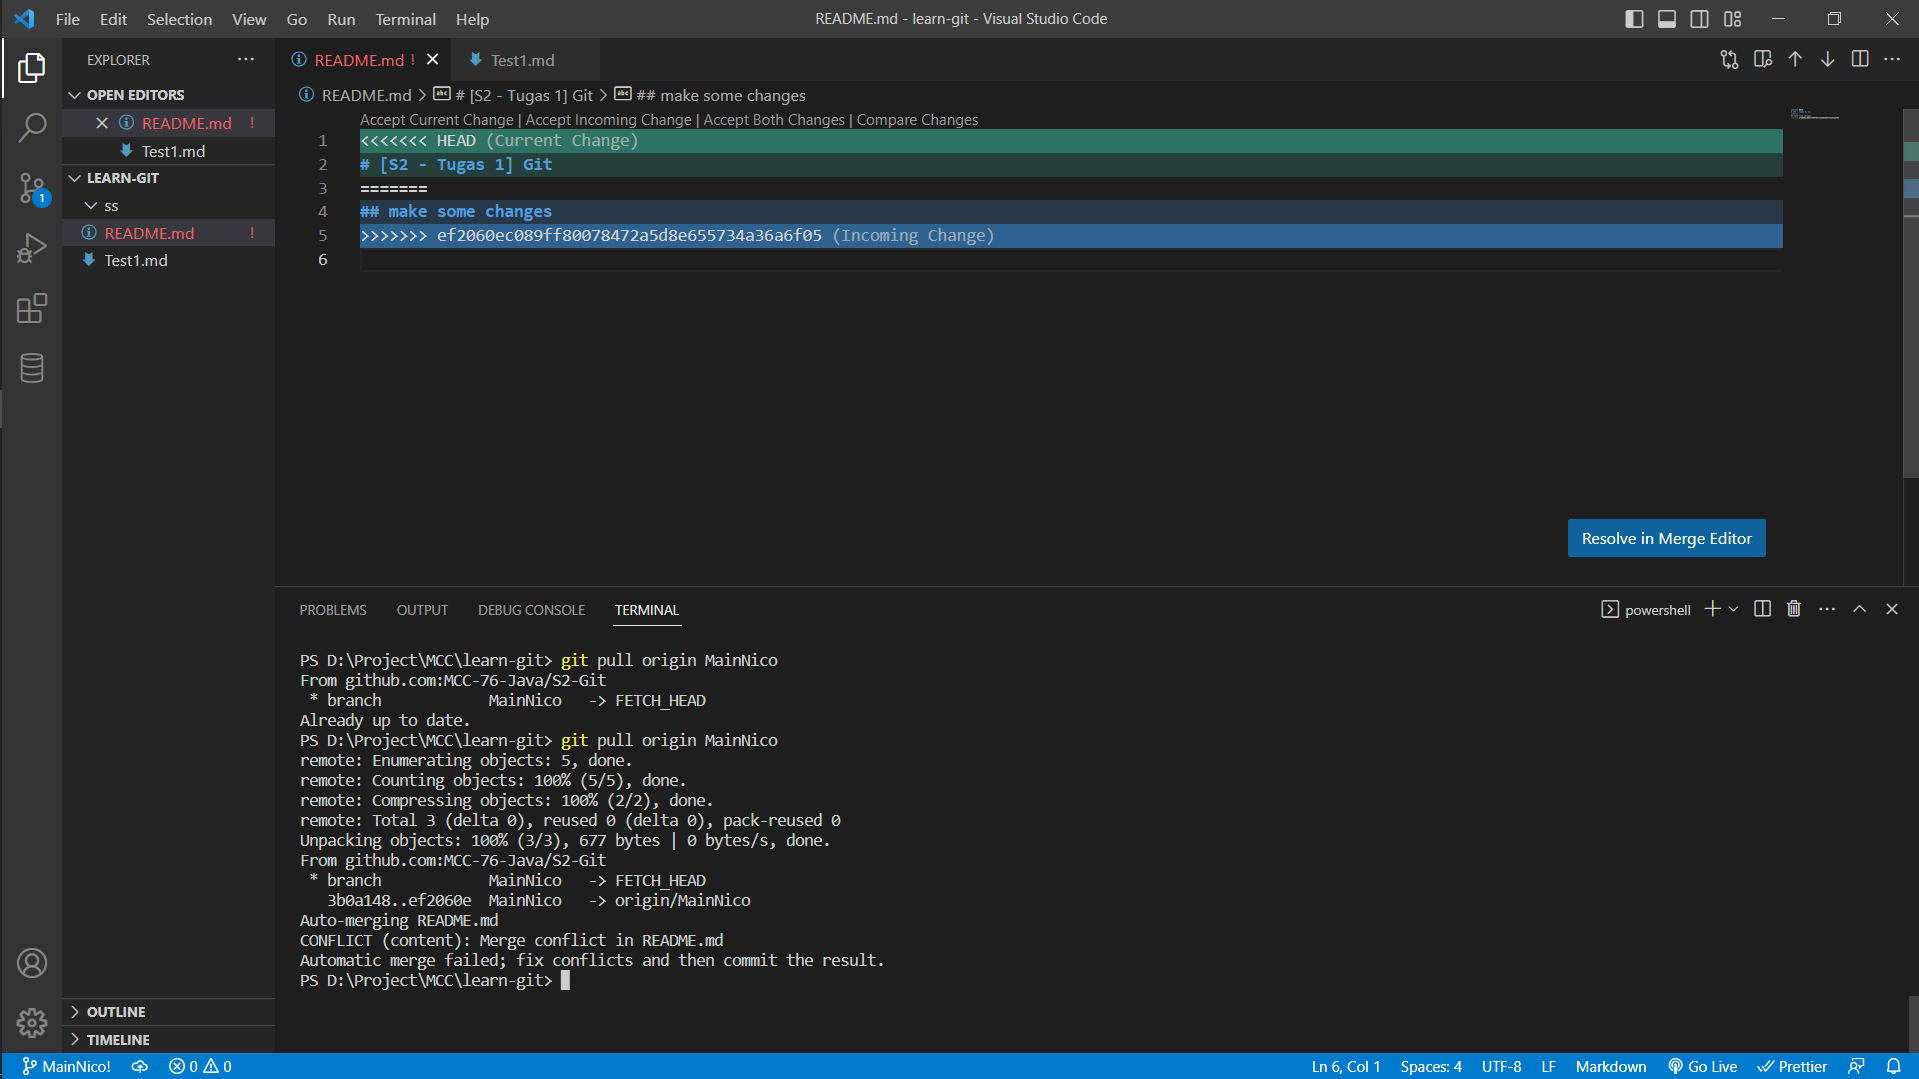 File Edit Selection View Go Run Terminal Help
README.md - learn-git - Visual Studio Code
EXPLORER
OPEN EDITORS
README.md !
Test1.md
LEARN-GIT
ss
README.md !
Test1.md
1
OUTLINE
TIMELINE
README.md ! Test1.md
README.md > # [S2 - Tugas 1] Git > ## make some changes
Accept Current Change | Accept Incoming Change | Accept Both Changes | Compare Changes
1 <<<<<<< HEAD (Current Change)
2 # [S2 - Tugas 1] Git
3 =======
4 ## make some changes
5 >>>>>>> ef2060ec089ff80078472a5d8e655734a36a6f05 (Incoming Change)
6
Resolve in Merge Editor
PROBLEMS OUTPUT DEBUG CONSOLE TERMINAL
powershell
PS D:\Project\MCC\learn-git> git pull origin MainNico
From github.com:MCC-76-Java/S2-Git
* branch MainNico -> FETCH_HEAD
Already up to date.
PS D:\Project\MCC\learn-git> git pull origin MainNico
remote: Enumerating objects: 5, done.
remote: Counting objects: 100% (5/5), done.
remote: Compressing objects: 100% (2/2), done.
remote: Total 3 (delta 0), reused 0 (delta 0), pack-reused 0
Unpacking objects: 100% (3/3), 677 bytes | 0 bytes/s, done.
From github.com:MCC-76-Java/S2-Git
* branch MainNico -> FETCH_HEAD
3b0a148..ef2060e MainNico -> origin/MainNico
Auto-merging README.md
CONFLICT (content): Merge conflict in README.md
Automatic merge failed; fix conflicts and then commit the result.
PS D:\Project\MCC\learn-git>
MainNico! 0 0 Ln 6, Col 1 Spaces: 4 UTF-8 LF Markdown Go Live Prettier